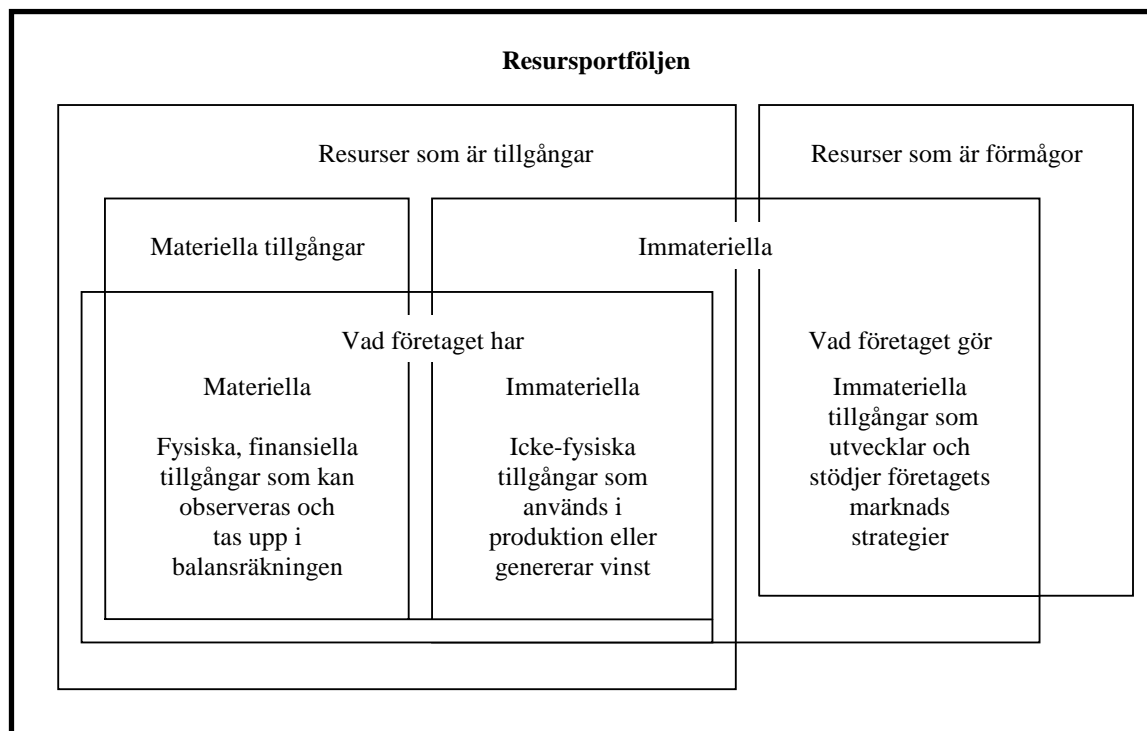 Resursportföljen
Resurser som är tillgångar
Resurser som är förmågor
Materiella tillgångar
Immateriella
Vad företaget har
Vad företaget gör
Materiella
Fysiska, finansiella
tillgångar som kan
observeras och
tas upp i
balansräkningen
Immateriella
Icke-fysiska
tillgångar som
används i
produktion eller
genererar vinst
Immateriella
tillgångar som
utvecklar och
stödjer företagets
marknads
strategier